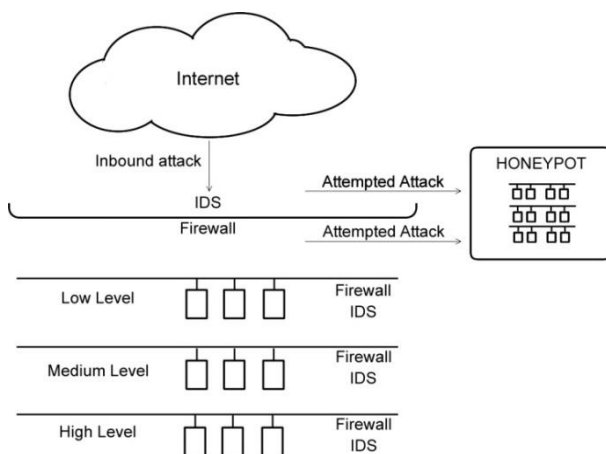 Internet
Inbound attack
IDS
Firewall
Attempted Attack
Attempted Attack
HONEYPOT
Low Level
Firewall
IDS
Medium Level
Firewall
IDS
High Level
Firewall
IDS